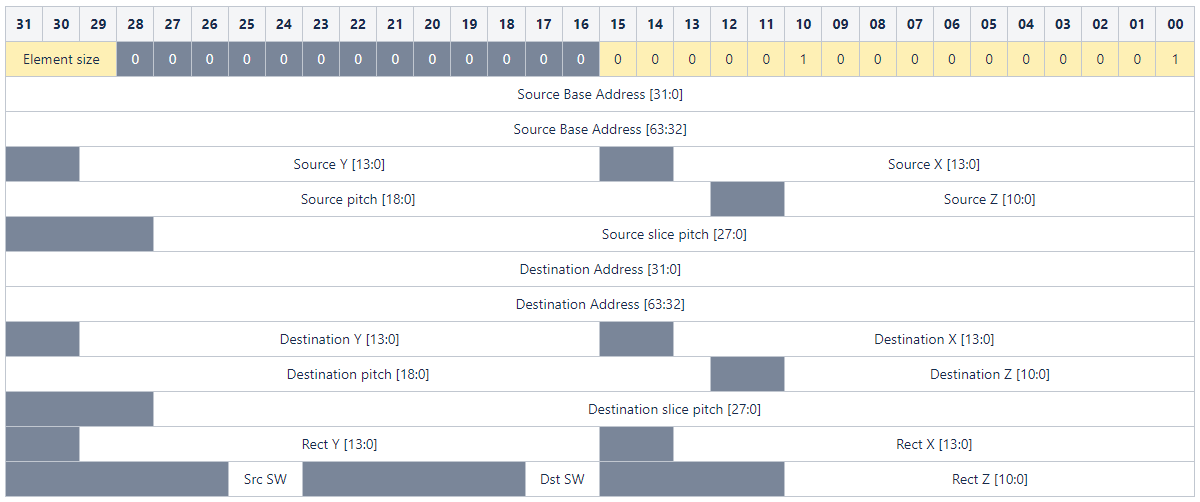 31 30 29 28 27 26 25 24 23 22 21 20 19 18 17 16 15 14 13 12 11 10 09 08 07 06 05 04 03 02 01 00
Element size 0 0 0 0 0 0 0 0 0 0 0 0 0 0 0 0 0 0 1 0 0 0 0 0 0 0 0 0 1
Source Base Address [31:0]
Source Base Address [63:32]
Source Y [13:0] Source X [13:0]
Source pitch [18:0] Source Z [10:0]
Source slice pitch [27:0]
Destination Address [31:0]
Destination Address [63:32]
Destination Y [13:0] Destination X [13:0]
Destination pitch [18:0] Destination Z [10:0]
Destination slice pitch [27:0]
Rect Y [13:0] Rect X [13:0]
Src SW Dst SW Rect Z [10:0]